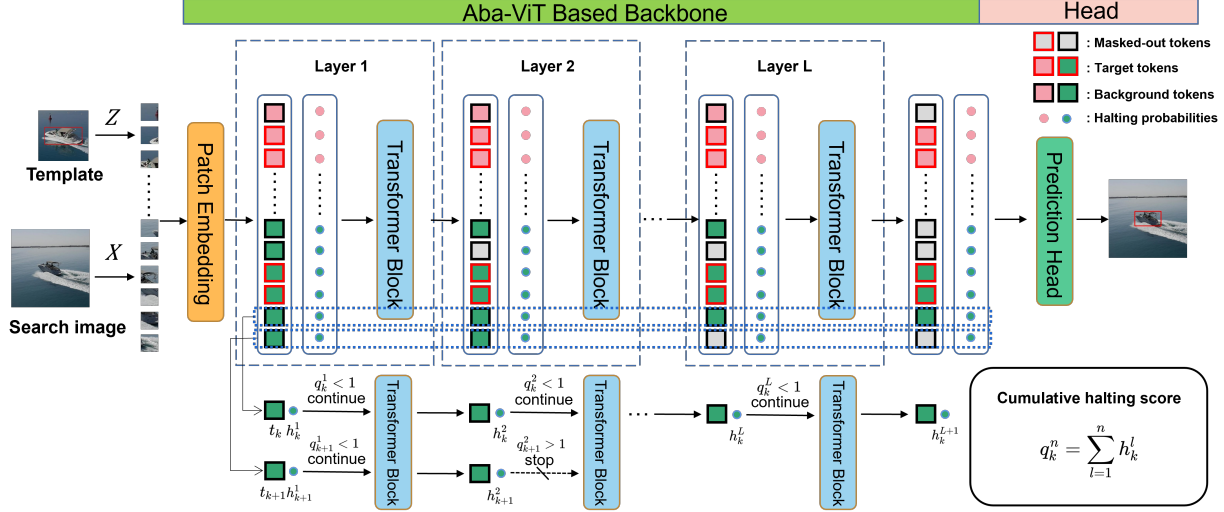 Aba-ViT Based Backbone
Head
Layer 1
Layer 2
Layer L
: Masked-out tokens
: Target tokens
: Background tokens
: Halting probabilities
Z
Template
X
Search image
Patch Embedding
Transformer Block
Transformer Block
Transformer Block
Prediction Head
q_k^1 < 1
continue
t_k h_k^1
Transformer Block
q_k^2 < 1
continue
h_k^2
Transformer Block
h_k^L
q_k^L < 1
continue
Transformer Block
h_k^{L+1}
q_{k+1}^1 < 1
continue
t_{k+1} h_{k+1}^1
q_{k+1}^2 > 1
stop
h_{k+1}^2
Cumulative halting score
q_k^n = \sum_{l=1}^{n} h_k^l